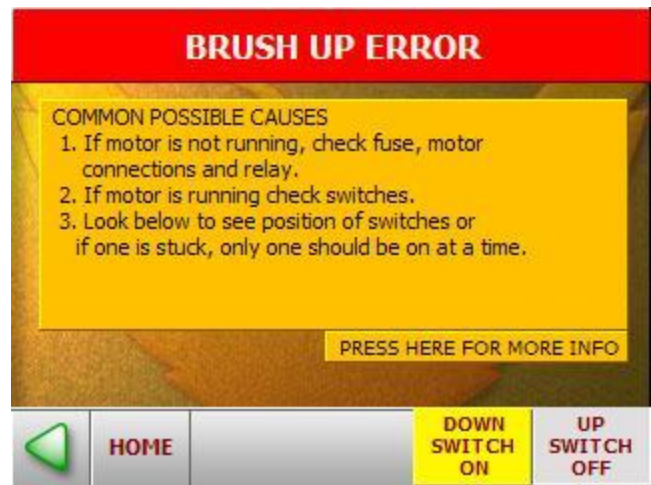 BRUSH UP ERROR
COMMON POSSIBLE CAUSES
1. If motor is not running, check fuse, motor
connections and relay.
2. If motor is running check switches.
3. Look below to see position of switches or
if one is stuck, only one should be on at a time.
PRESS HERE FOR MORE INFO
HOME
DOWN
SWITCH
ON
UP
SWITCH
OFF